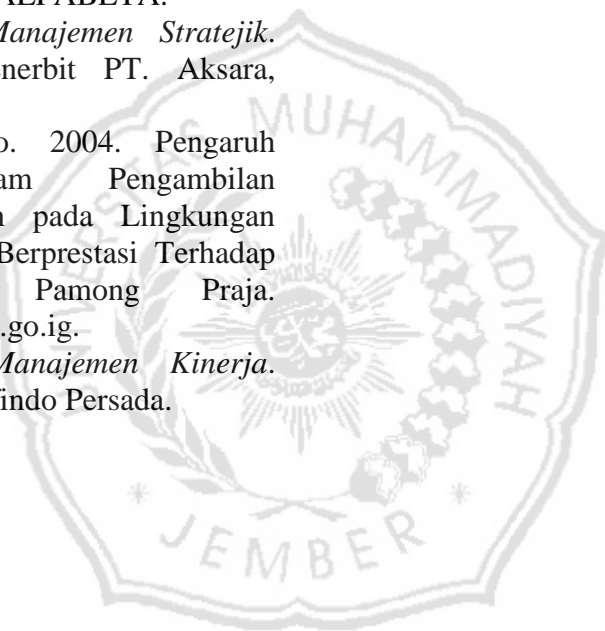 ALFABETA.
Manajemen Stratejik.
enerbit PT. Aksara,
o. 2004. Pengaruh
am Pengambilan
n pada Lingkungan
Berprestasi Terhadap
Pamong Praja.
.go.ig.
Manajemen Kinerja.
findo Persada.
MUHAMMADIYAH
JEMBER